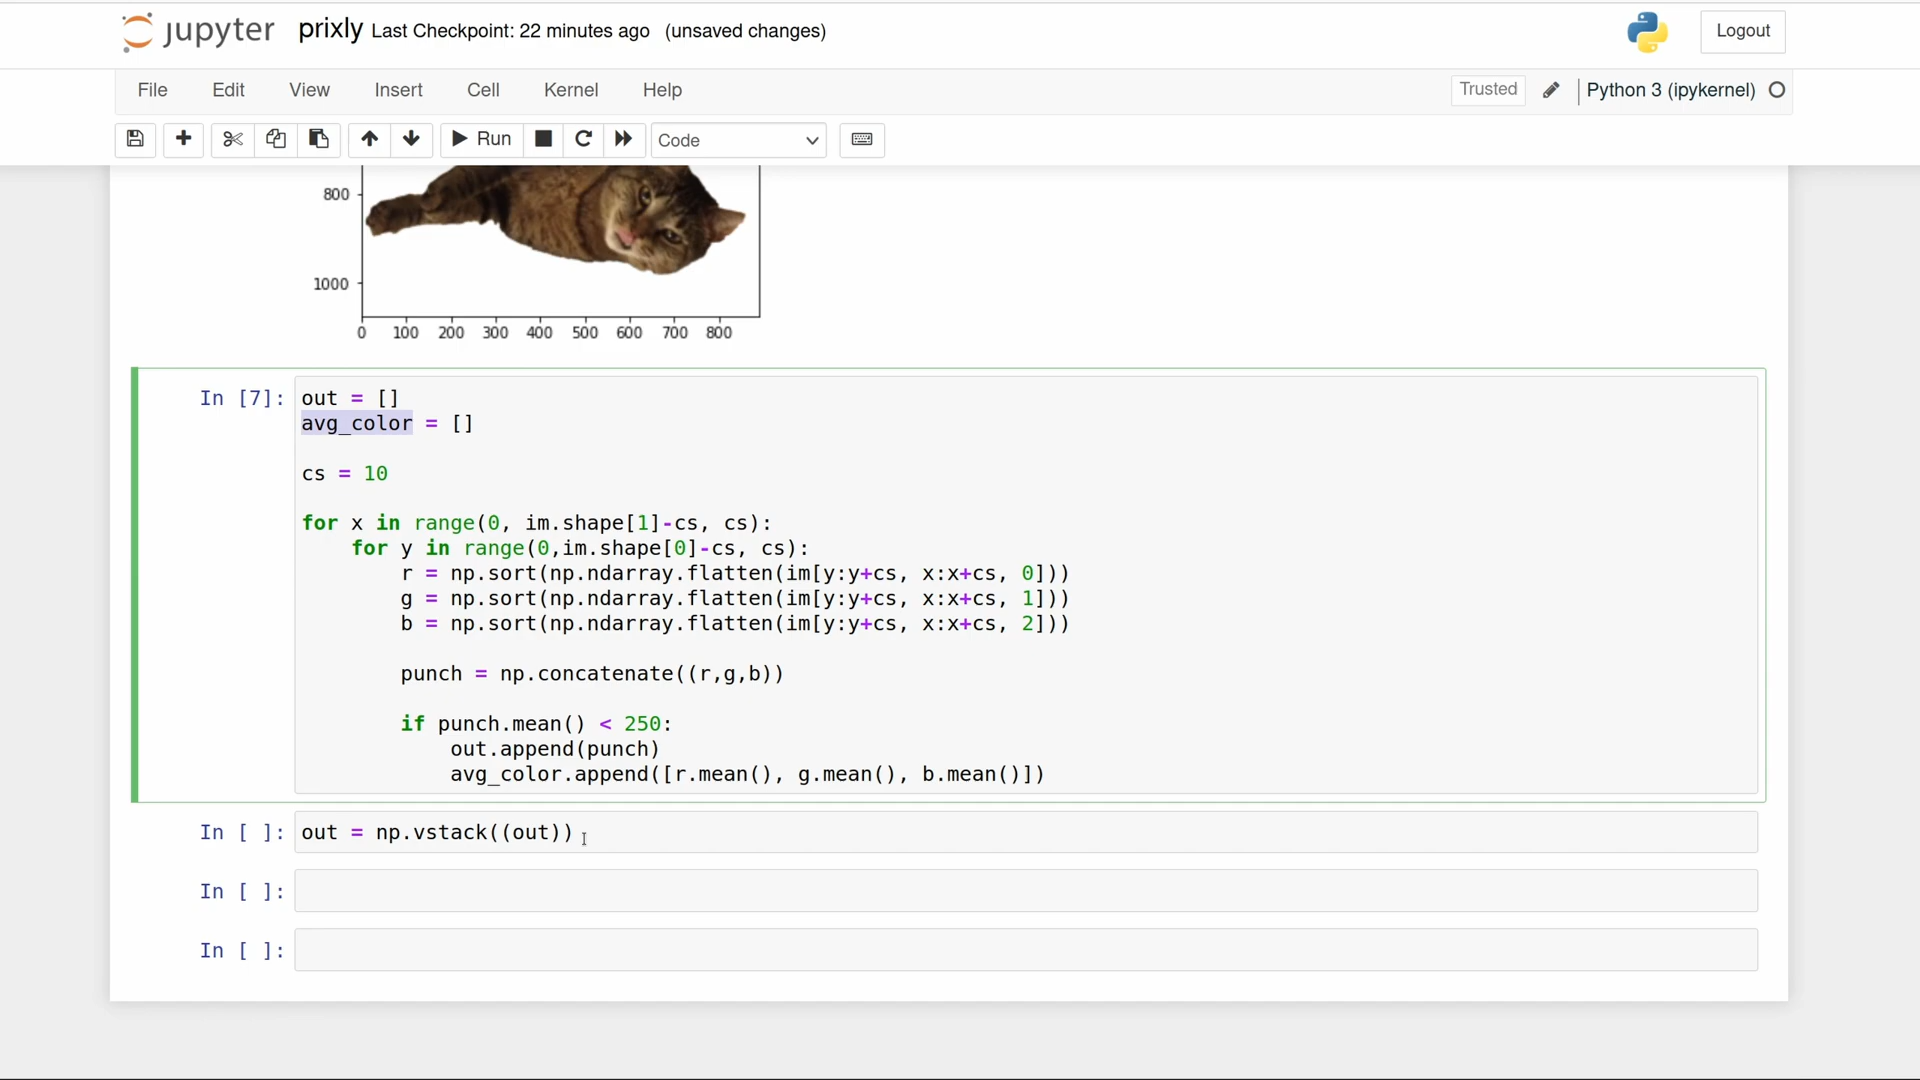 jupyter prixly Last Checkpoint: 22 minutes ago (unsaved changes) Logout
File Edit View Insert Cell Kernel Help Trusted Python 3 (ipykernel)
Run Code
800
1000
0 100 200 300 400 500 600 700 800
In [7]: out = []
avg_color = []
cs = 10
for x in range(0, im.shape[1]-cs, cs):
    for y in range(0,im.shape[0]-cs, cs):
        r = np.sort(np.ndarray.flatten(im[y:y+cs, x:x+cs, 0]))
        g = np.sort(np.ndarray.flatten(im[y:y+cs, x:x+cs, 1]))
        b = np.sort(np.ndarray.flatten(im[y:y+cs, x:x+cs, 2]))
        punch = np.concatenate((r,g,b))
        if punch.mean() < 250:
            out.append(punch)
            avg_color.append([r.mean(), g.mean(), b.mean()])
In [ ]: out = np.vstack((out))
In [ ]:
In [ ]: